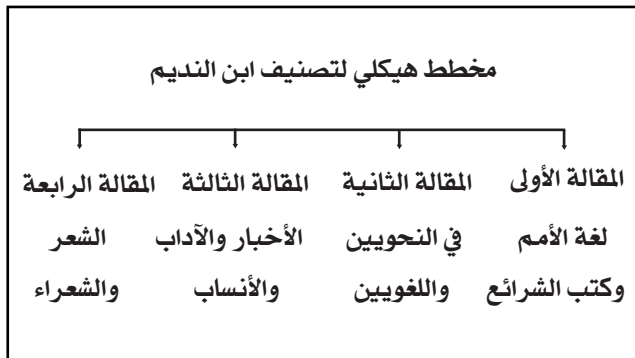 مخطط هيكلي لتصنيف ابن النديم
المقالة الأولى
لغة الأمم
وكتب الشرائع
المقالة الثانية
في النحويين
واللغويين
المقالة الثالثة
الأخبار والآداب
والأنساب
المقالة الرابعة
الشعر
والشعراء